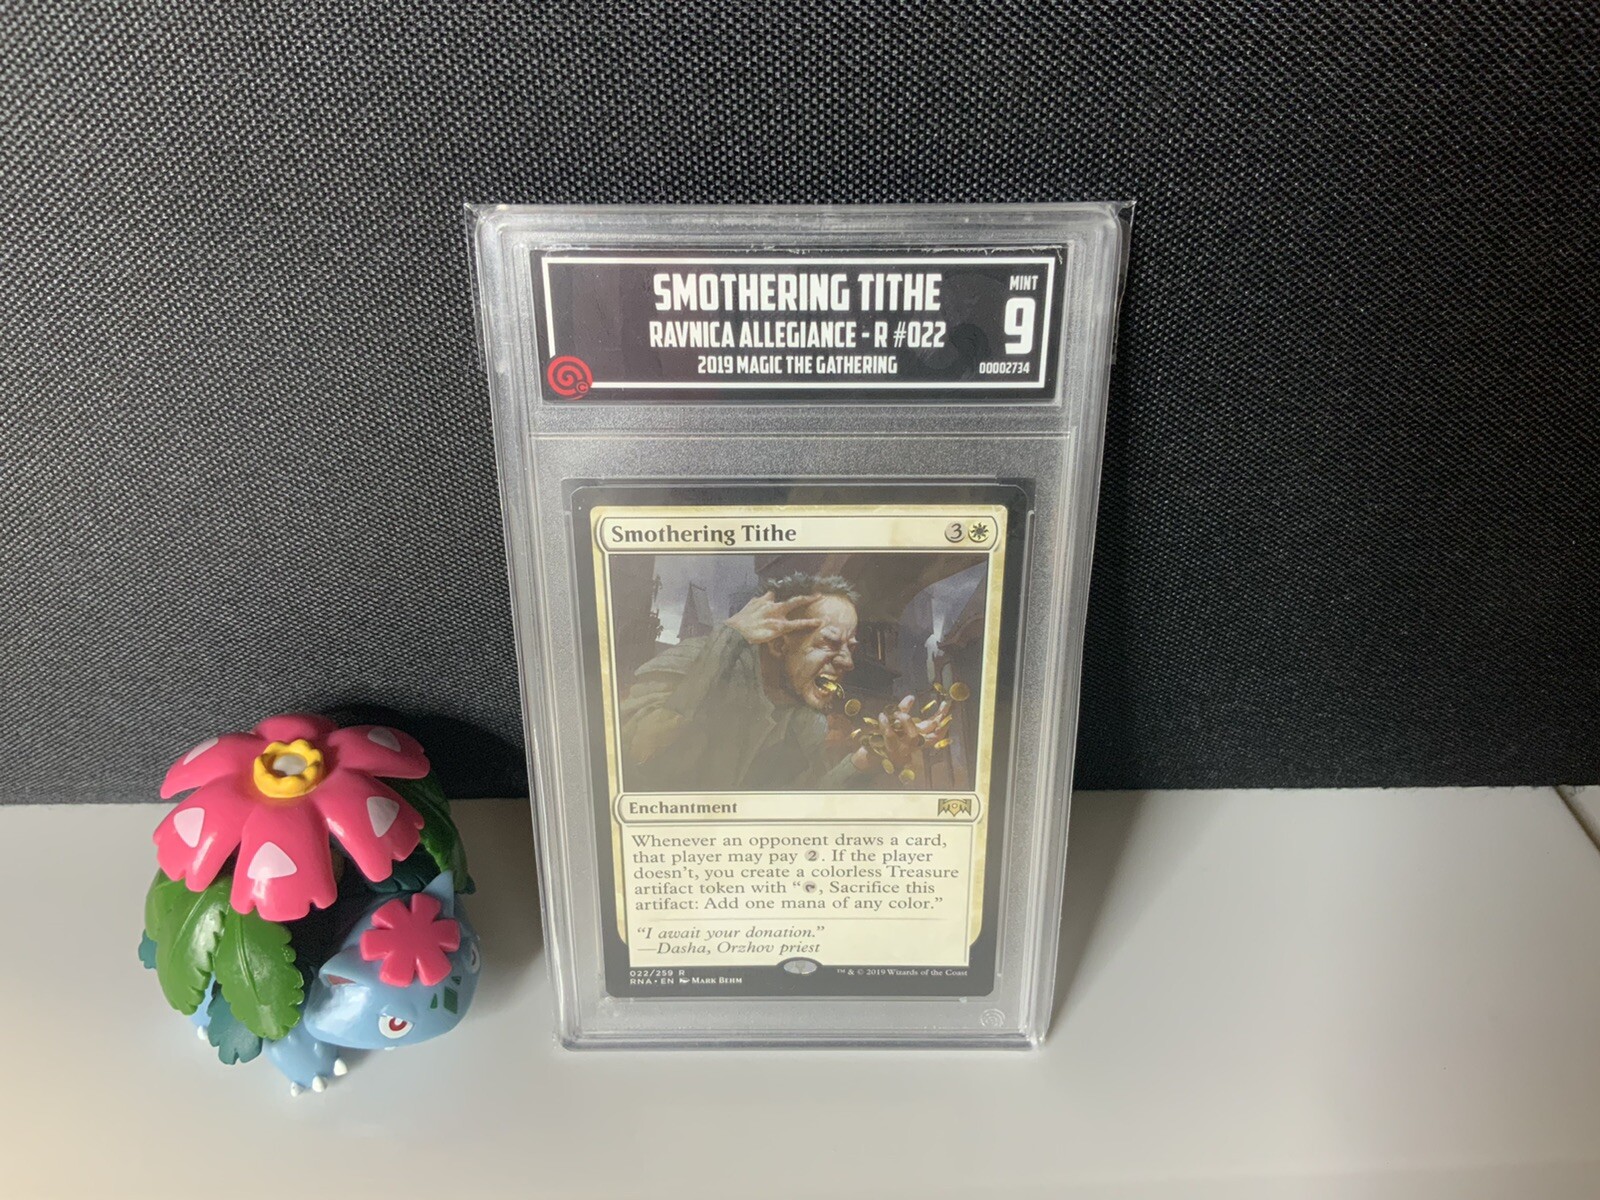 SMOTHERING TITHE
RAVNICA ALLEGIANCE - R #022
2019 MAGIC THE GATHERING
MINT
9
00002734
Smothering Tithe
3
Enchantment
Whenever an opponent draws a card,
that player may pay 2. If the player
doesn't, you create a colorless Treasure
artifact token with “, Sacrifice this
artifact: Add one mana of any color.”
“I await your donation.”
—Dasha, Orzhov priest
022/259 R
RNA • EN MARK BEHM
™ & © 2019 Wizards of the Coast